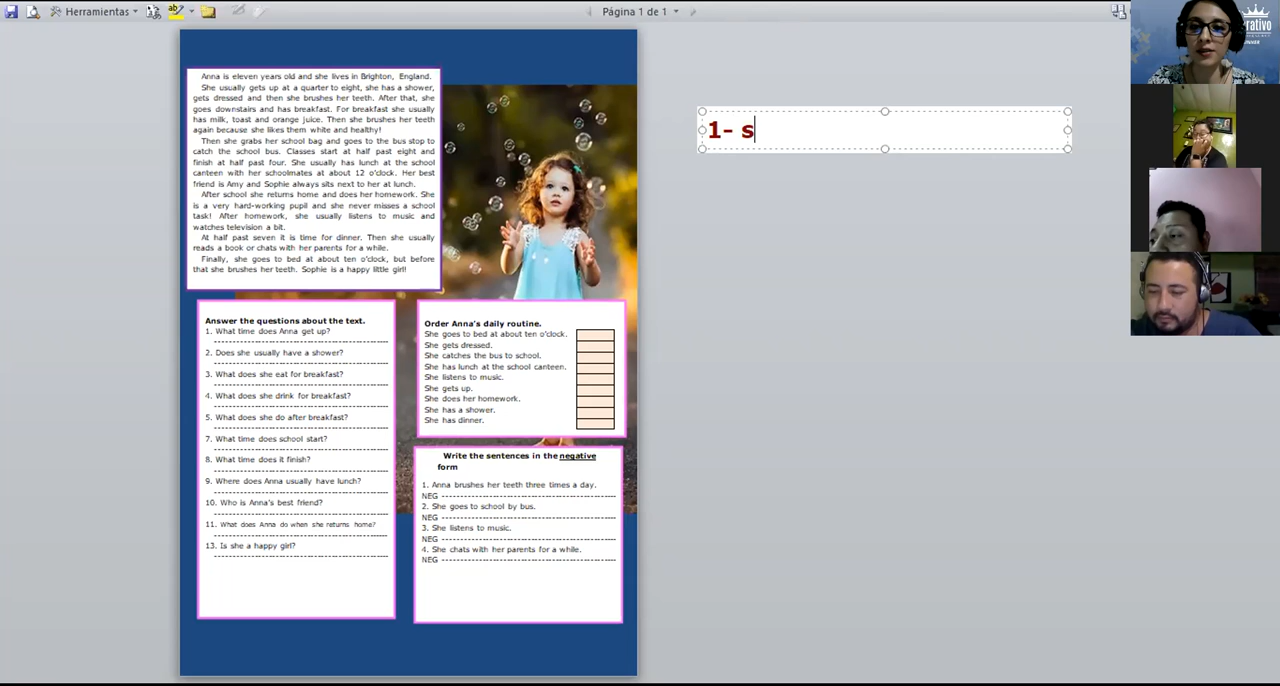 Herramientas
Página 1 de 1
Anna is eleven years old and she lives in Brighton, England.
She usually gets up at a quarter to eight, she has a shower,
gets dressed and then she brushes her teeth. After that, she
goes downstairs and has breakfast. For breakfast she usually
has milk, toast and orange juice. Then she brushes her teeth
again because she likes them white and healthy!
Then she grabs her school bag and goes to the bus stop to
catch the school bus. Classes start at half past eight and
finish at half past four. She usually has lunch at the school
canteen with her schoolmates at about 12 o'clock. Her best
friend is Amy and Sophie always sits next to her at lunch.
After school she returns home and does her homework. She
is a very hard-working pupil and she never misses a school
task! After homework, she usually listens to music and
watches television a bit.
At half past seven it is time for dinner. Then she usually
reads a book or chats with her parents for a while.
Finally, she goes to bed at about ten o'clock, but before
that she brushes her teeth. Sophie is a happy little girl!
Answer the questions about the text.
1. What time does Anna get up?
2. Does she usually have a shower?
3. What does she eat for breakfast?
4. What does she drink for breakfast?
5. What does she do after breakfast?
7. What time does school start?
8. What time does it finish?
9. Where does Anna usually have lunch?
10. Who is Anna's best friend?
11. What does Anna do when she returns home?
13. Is she a happy girl?
Order Anna's daily routine.
She goes to bed at about ten o'clock.
She gets dressed.
She catches the bus to school.
She has lunch at the school canteen.
She listens to music.
She gets up.
She does her homework.
She has a shower.
She has dinner.
Write the sentences in the negative
form
1. Anna brushes her teeth three times a day.
NEG
2. She goes to school by bus.
NEG
3. She listens to music.
NEG
4. She chats with her parents for a while.
NEG
1- s
rativo